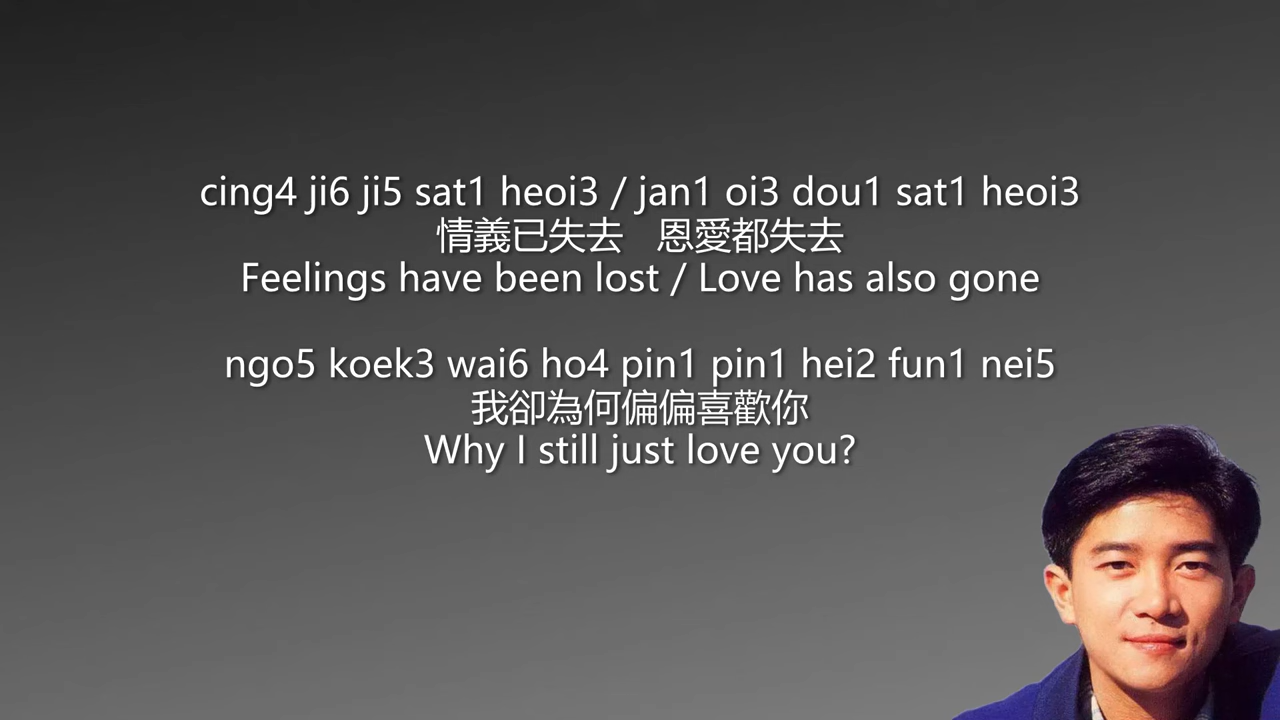 cing4 ji6 ji5 sat1 heoi3 / jan1 oi3 dou1 sat1 heoi3
情義已失去　恩愛都失去
Feelings have been lost / Love has also gone
ngo5 koek3 wai6 ho4 pin1 pin1 hei2 fun1 nei5
我卻為何偏偏喜歡你
Why I still just love you?